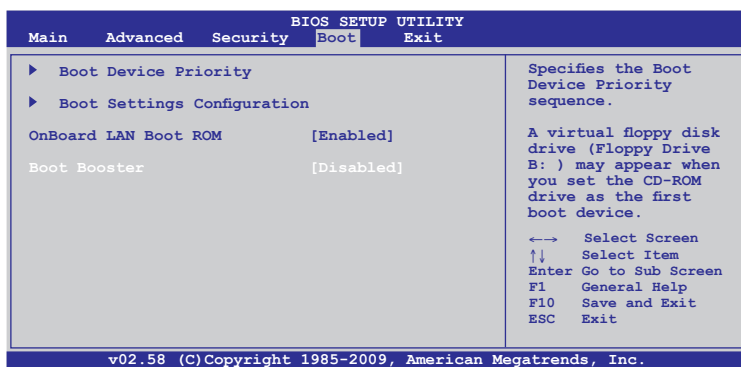 BIOS SETUP UTILITY
Main Advanced Security Boot Exit
Boot Device Priority
Boot Settings Configuration
OnBoard LAN Boot ROM [Enabled]
Boot Booster [Disabled]
Specifies the Boot
Device Priority
sequence.
A virtual floppy disk
drive (Floppy Drive
B: ) may appear when
you set the CD-ROM
drive as the first
boot device.
←→ Select Screen
↑↓ Select Item
Enter Go to Sub Screen
F1 General Help
F10 Save and Exit
ESC Exit
v02.58 (C)Copyright 1985-2009, American Megatrends, Inc.